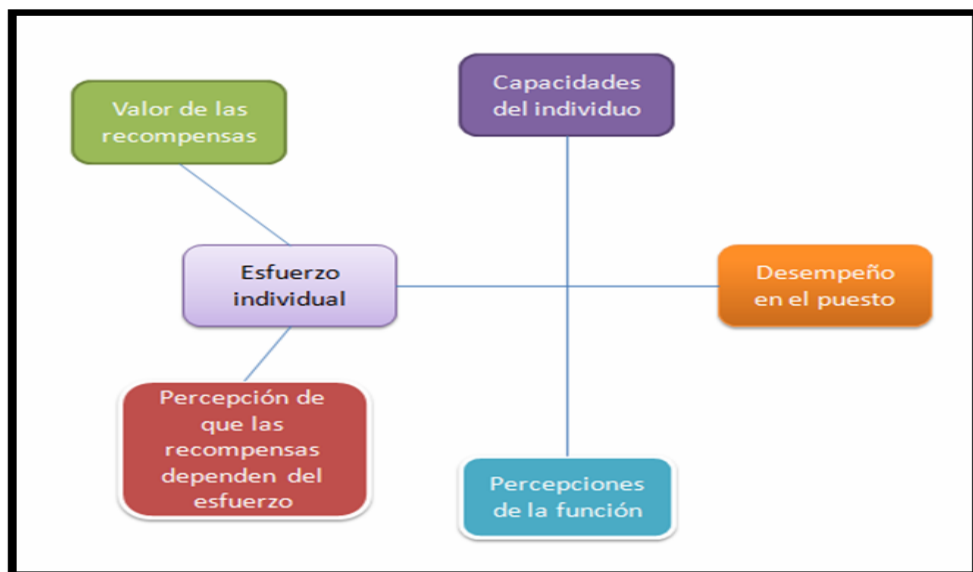 Valor de las
recompensas
Capacidades
del individuo
Esfuerzo
individual
Desempeño
en el puesto
Percepción de
que las
recompensas
dependen del
esfuerzo
Percepciones
de la función